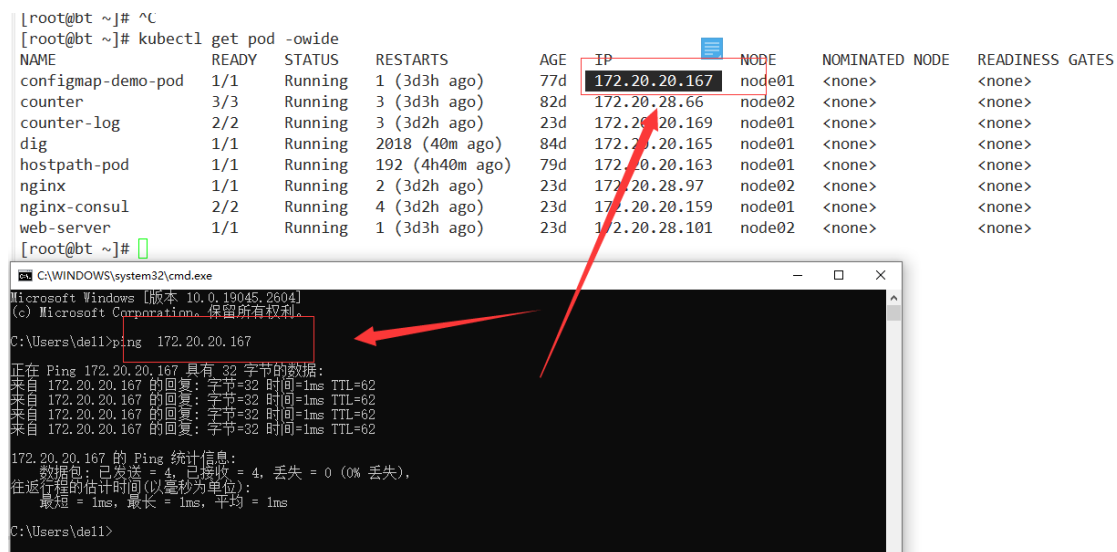 [root@bt ~]# ^C
[root@bt ~]# kubectl get pod -owide
NAME READY STATUS RESTARTS AGE IP NODE NOMINATED NODE READINESS GATES
configmap-demo-pod 1/1 Running 1 (3d3h ago) 77d 172.20.20.167 node01 <none> <none>
counter 3/3 Running 3 (3d3h ago) 82d 172.20.28.66 node02 <none> <none>
counter-log 2/2 Running 3 (3d2h ago) 23d 172.20.20.169 node01 <none> <none>
dig 1/1 Running 2018 (40m ago) 84d 172.20.20.165 node01 <none> <none>
hostpath-pod 1/1 Running 192 (4h40m ago) 79d 172.20.20.163 node01 <none> <none>
nginx 1/1 Running 2 (3d2h ago) 23d 172.20.28.97 node02 <none> <none>
nginx-consul 2/2 Running 4 (3d2h ago) 23d 172.20.20.159 node01 <none> <none>
web-server 1/1 Running 1 (3d3h ago) 23d 172.20.28.101 node02 <none> <none>
[root@bt ~]#
C:\WINDOWS\system32\cmd.exe
Microsoft Windows [版本 10.0.19045.2604]
(c) Microsoft Corporation。保留所有权利。
C:\Users\dell>ping 172.20.20.167
正在 Ping 172.20.20.167 具有 32 字节的数据:
来自 172.20.20.167 的回复: 字节=32 时间=1ms TTL=62
来自 172.20.20.167 的回复: 字节=32 时间=1ms TTL=62
来自 172.20.20.167 的回复: 字节=32 时间=1ms TTL=62
来自 172.20.20.167 的回复: 字节=32 时间=1ms TTL=62
172.20.20.167 的 Ping 统计信息:
数据包: 已发送 = 4, 已接收 = 4, 丢失 = 0 (0% 丢失),
往返行程的估计时间(以毫秒为单位):
最短 = 1ms, 最长 = 1ms, 平均 = 1ms
C:\Users\dell>